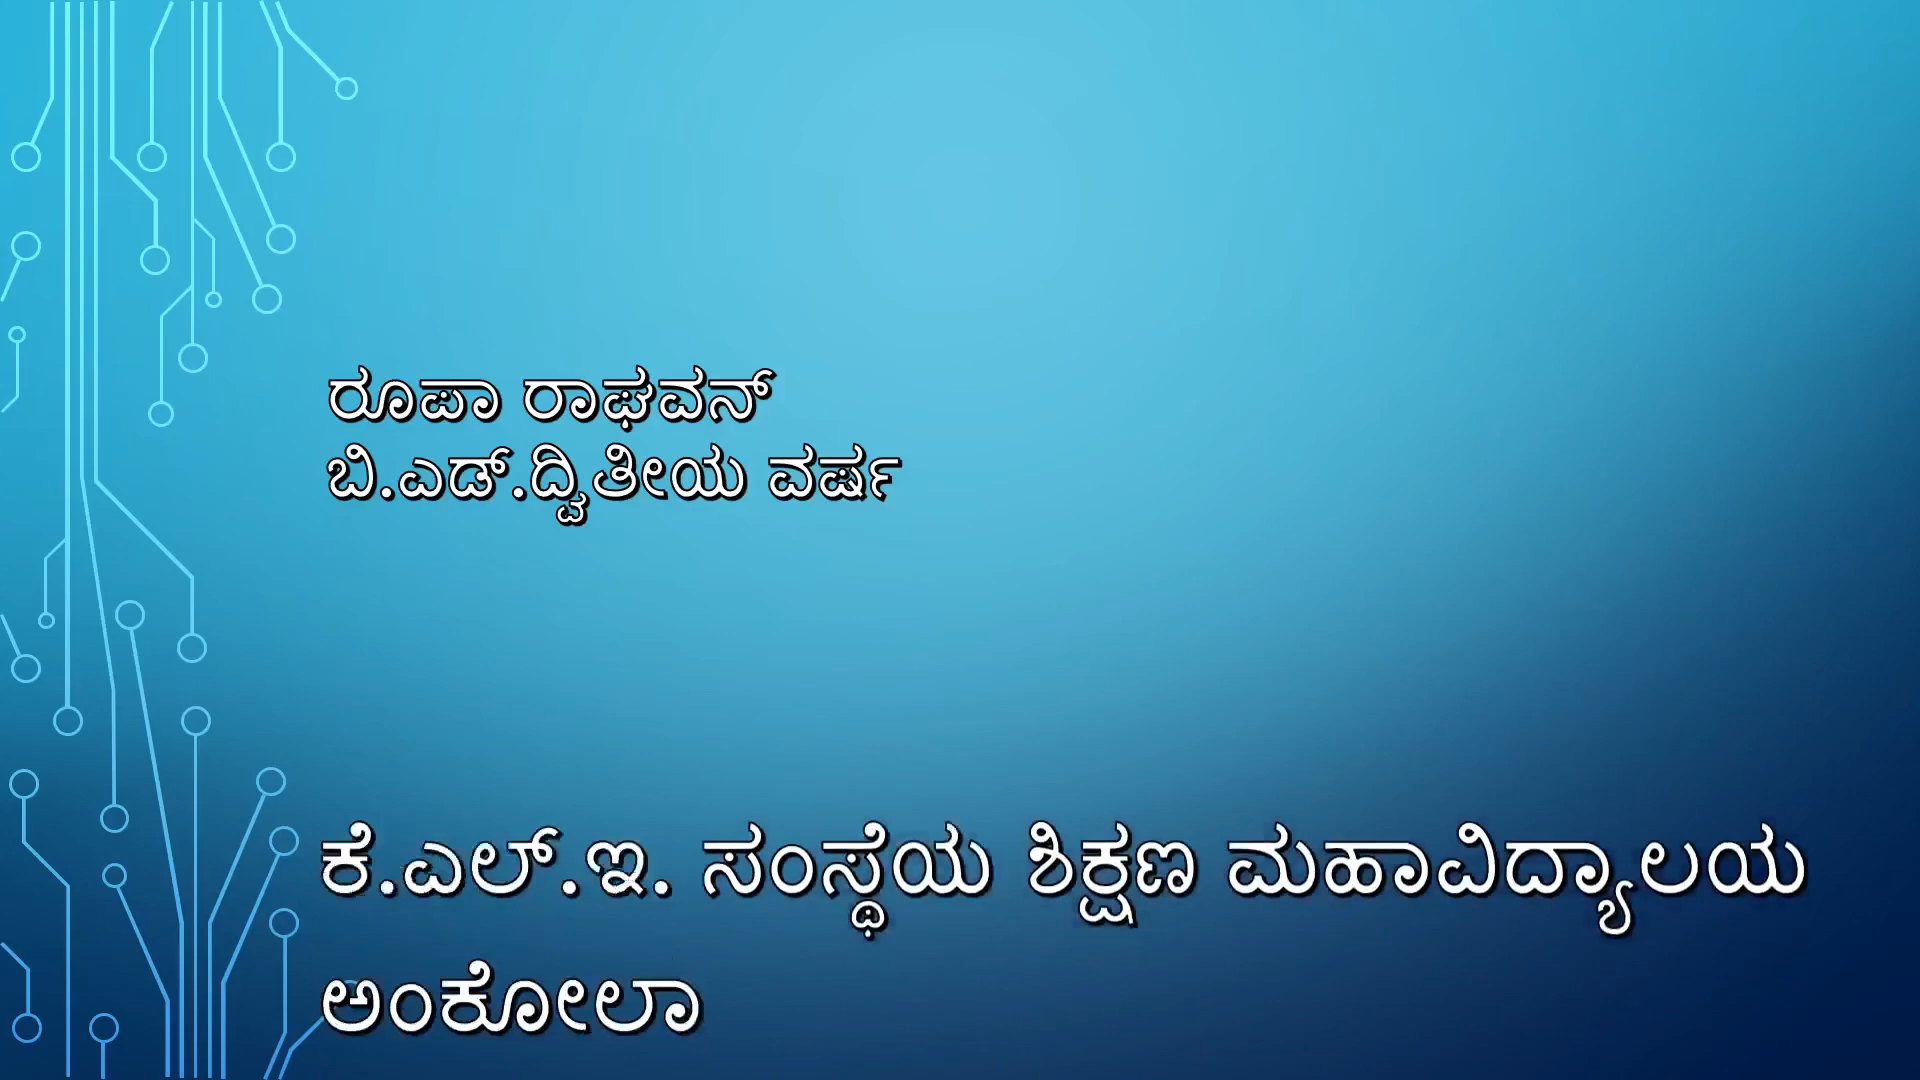 ರೂಪಾ ರಾಘವನ್
ಬಿ.ಎಡ್.ದ್ವಿತೀಯ ವರ್ಷ
ಕೆ.ಎಲ್.ಇ. ಸಂಸ್ಥೆಯ ಶಿಕ್ಷಣ ಮಹಾವಿದ್ಯಾಲಯ
ಅಂಕೋಲಾ